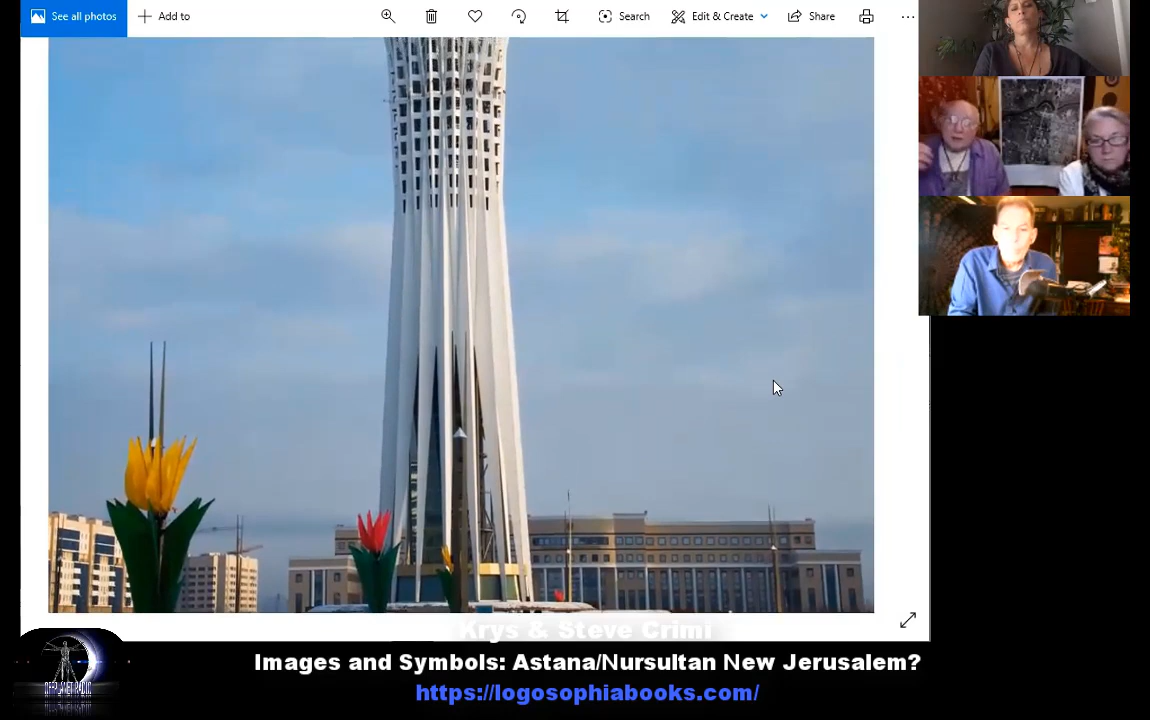 See all photos Add to Search Edit & Create Share
Krys & Steve Crimi
Images and Symbols: Astana/Nursultan New Jerusalem?
https://logosophiabooks.com/